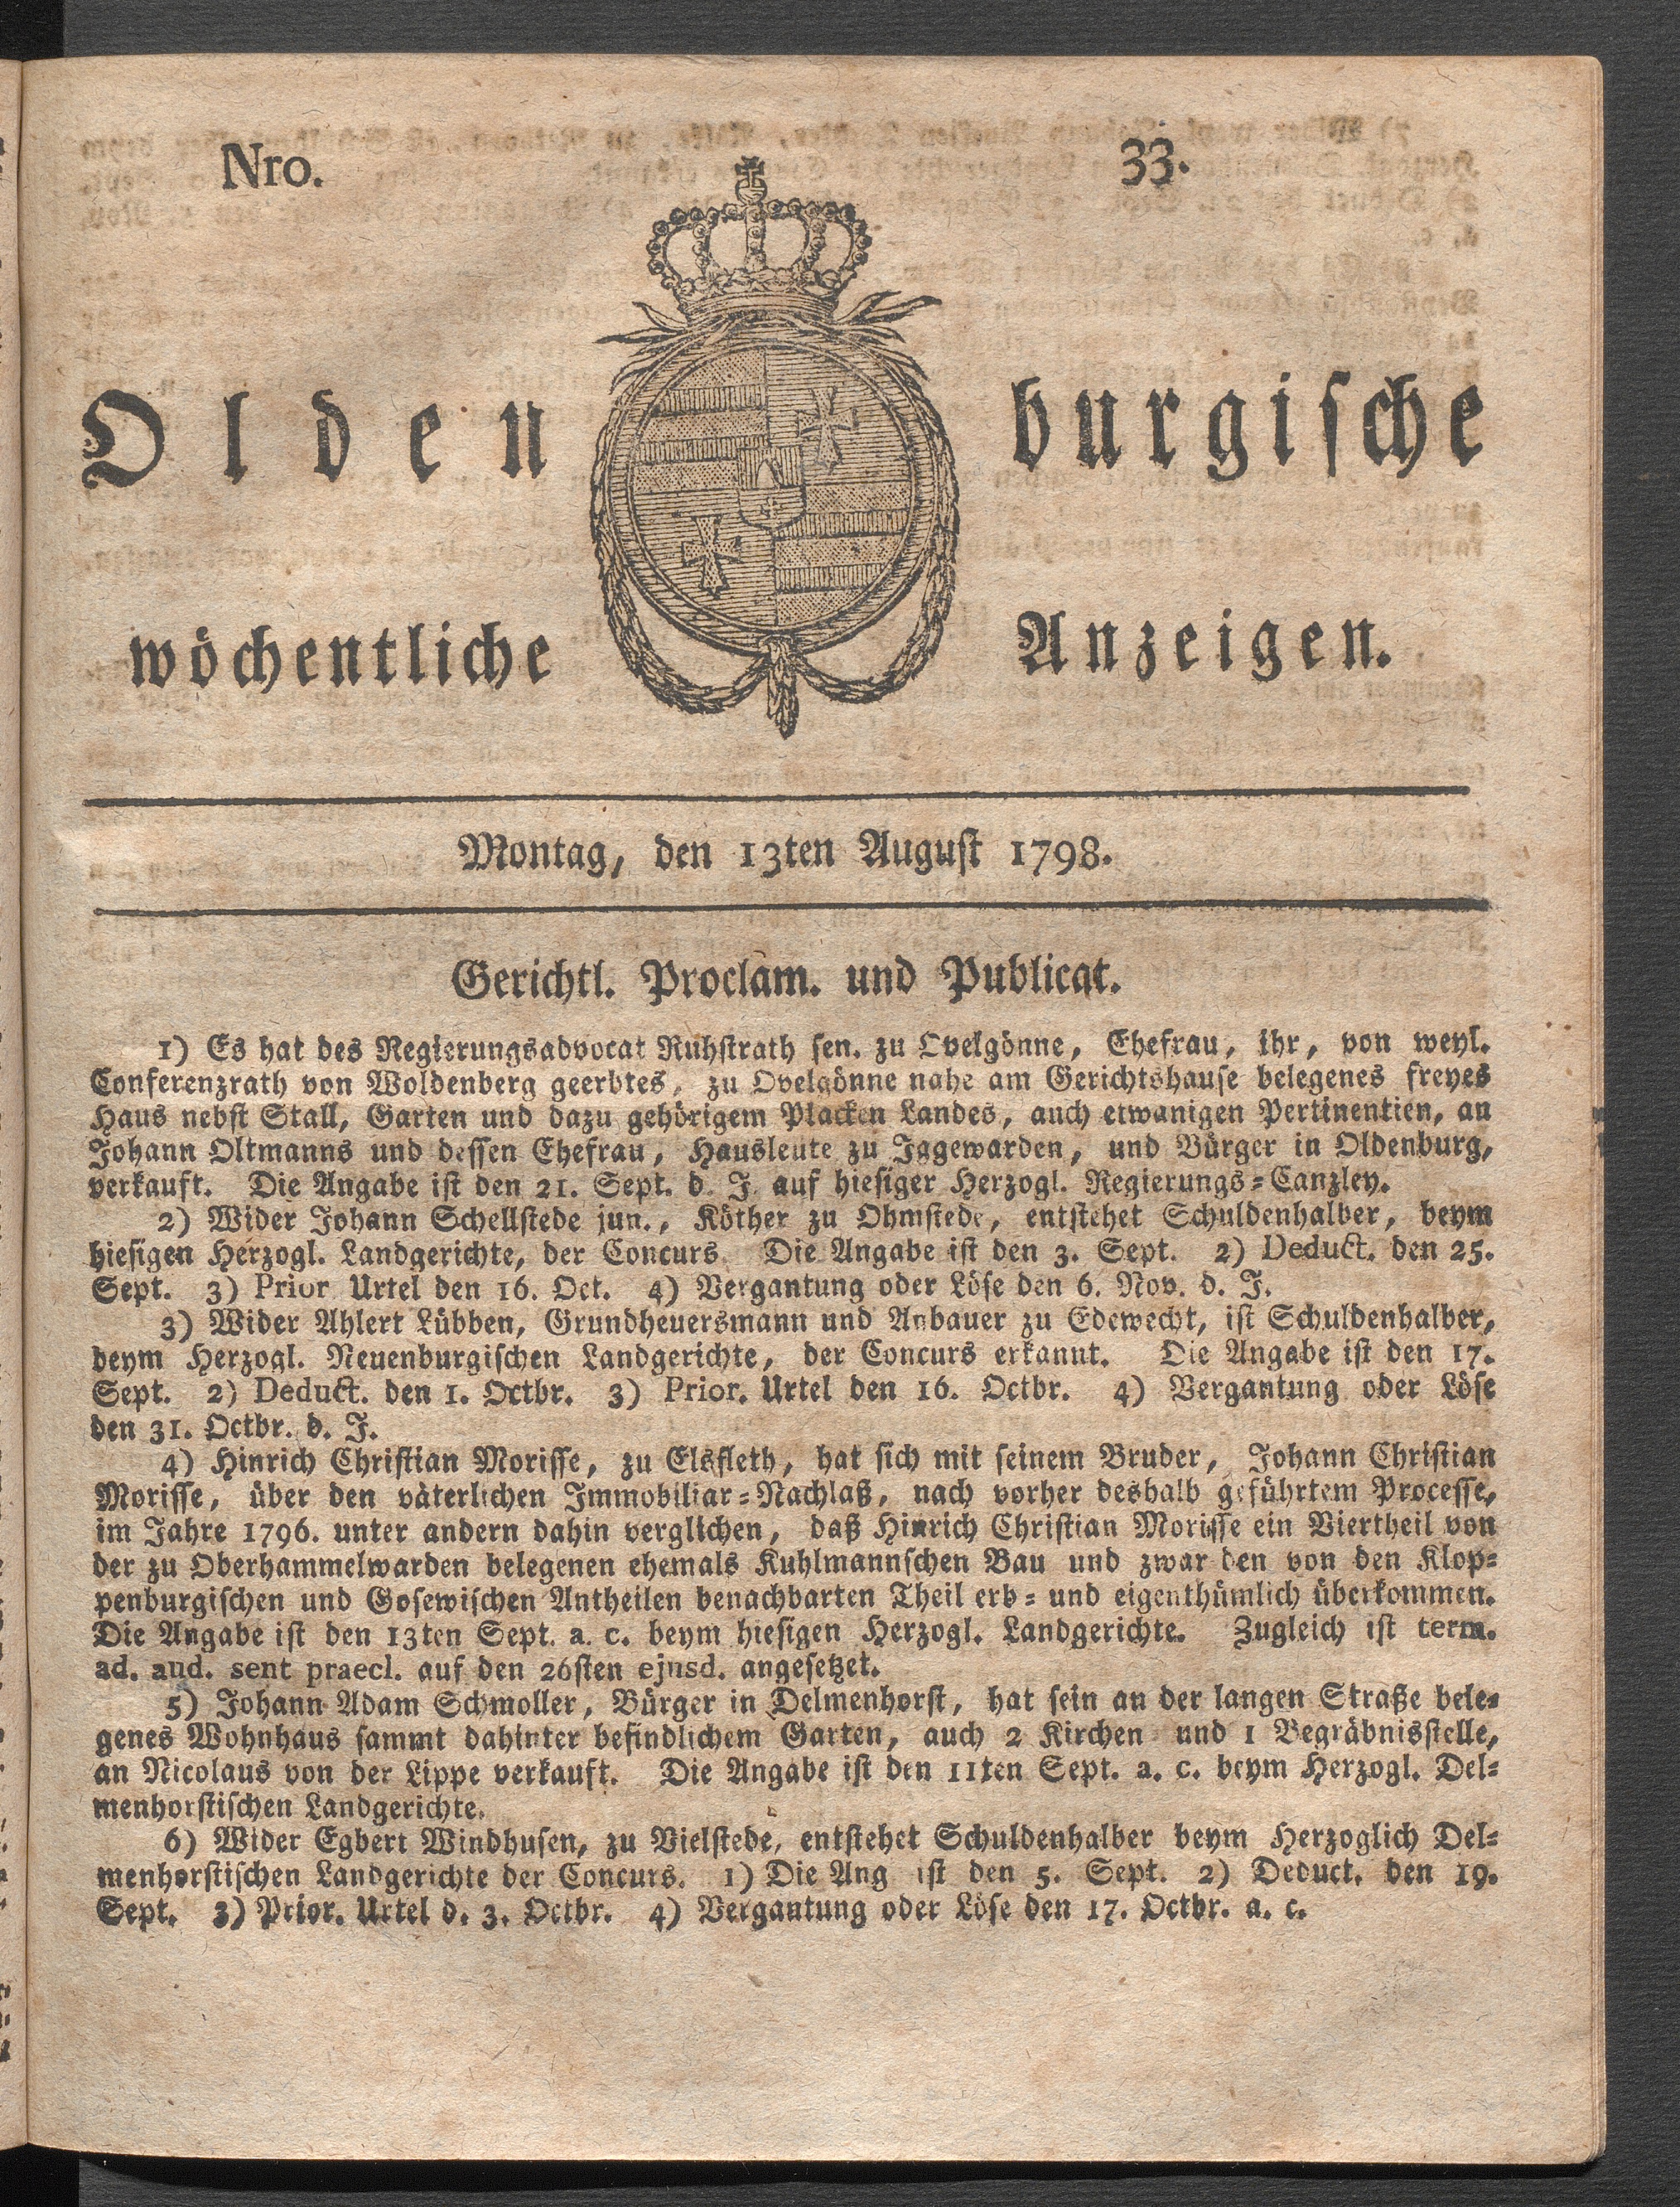 Nro. 33.
Oldenburgische
wöchentliche Anzeigen.
Montag, den 13ten August 1798.
Gerichtl. Proclam. und Publicat.
1) Es hat des Regierungsadvocat Ruhstrath sen. zu Ovelgönne, Ehefrau, ihr, von weyl.
Conferenzrath von Woldenberg geerbtes, zu Ovelgönne nahe am Gerichtshause belegenes freyes
Haus nebst Stall, Garten und dazu gehörigem Placken Landes, auch etwanigen Pertinentien, an
Johann Oltmanns und dessen Ehefrau, Hausleute zu Iggewarden, und Bürger in Oldenburg,
verkauft. Die Angabe ist den 21. Sept. d. J. auf hiesiger Herzogl. Regierungs-Canzley.
2) Wider Johann Schellstede jun., Köther zu Ohmstede, entstehet Schuldenhalber, beym
hiesigen Herzogl. Landgerichte, der Concurs. Die Angabe ist den 3. Sept. 2) Deduct. den 25.
Sept. 3) Prior Urtel den 16. Oct. 4) Vergantung oder Löse den 6. Nov. d. J.
3) Wider Ahlert Lübben, Grundheuersmann und Anbauer zu Edewecht, ist Schuldenhalber,
beym Herzogl. Neuenburgischen Landgerichte, der Concurs erkannt. Die Angabe ist den 17.
Sept. 2) Deduct. den 1. Octbr. 3) Prior. Urtel den 16. Octbr. 4) Vergantung oder Löse
den 31. Octbr. d. J.
4) Hinrich Christian Morisse, zu Elsfleth, hat sich mit seinem Bruder, Johann Christian
Morisse, über den väterlichen Immobiliar-Nachlaß, nach vorher deshalb geführtem Processe,
im Jahre 1796. unter andern dahin verglichen, daß Hinrich Christian Morisse ein Viertheil von
der zu Oberhammelwarden belegenen ehemals Kuhlmannschen Bau und zwar den von den Klop-
penburgischen und Gosewischen Antheilen benachbarten Theil erb- und eigenthümlich überkommen.
Die Angabe ist den 13ten Sept. a. c. beym hiesigen Herzogl. Landgerichte. Zugleich ist term.
ad. aud. sent praecl. auf den 26sten ejusd. angesetzet.
5) Johann Adam Schmoller, Bürger in Delmenhorst, hat sein an der langen Straße bele-
genes Wohnhaus sammt dahinter befindlichem Garten, auch 2 Kirchen und 1 Begräbnisstelle,
an Nicolaus von der Lippe verkauft. Die Angabe ist den 11ten Sept. a. c. beym Herzogl. Del-
menhorstischen Landgerichte.
6) Wider Egbert Windhusen, zu Vielstede, entstehet Schuldenhalber beym Herzoglich Del-
menhorstischen Landgerichte der Concurs. 1) Die Ang ist den 5. Sept. 2) Deduct. den 19.
Sept. 3) Prior. Urtel d. 3. Octbr. 4) Vergantung oder Löse den 17. Octbr. a. c.